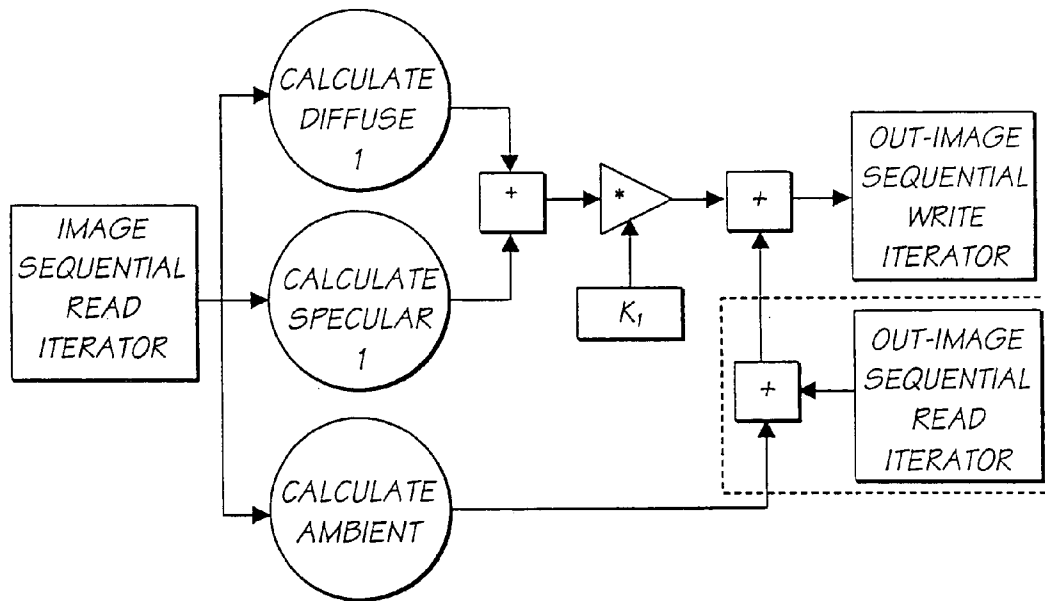 IMAGE
SEQUENTIAL
READ
ITERATOR
CALCULATE
DIFFUSE
1
CALCULATE
SPECULAR
1
CALCULATE
AMBIENT
+
*
K1
+
+
OUT-IMAGE
SEQUENTIAL
WRITE
ITERATOR
OUT-IMAGE
SEQUENTIAL
READ
ITERATOR